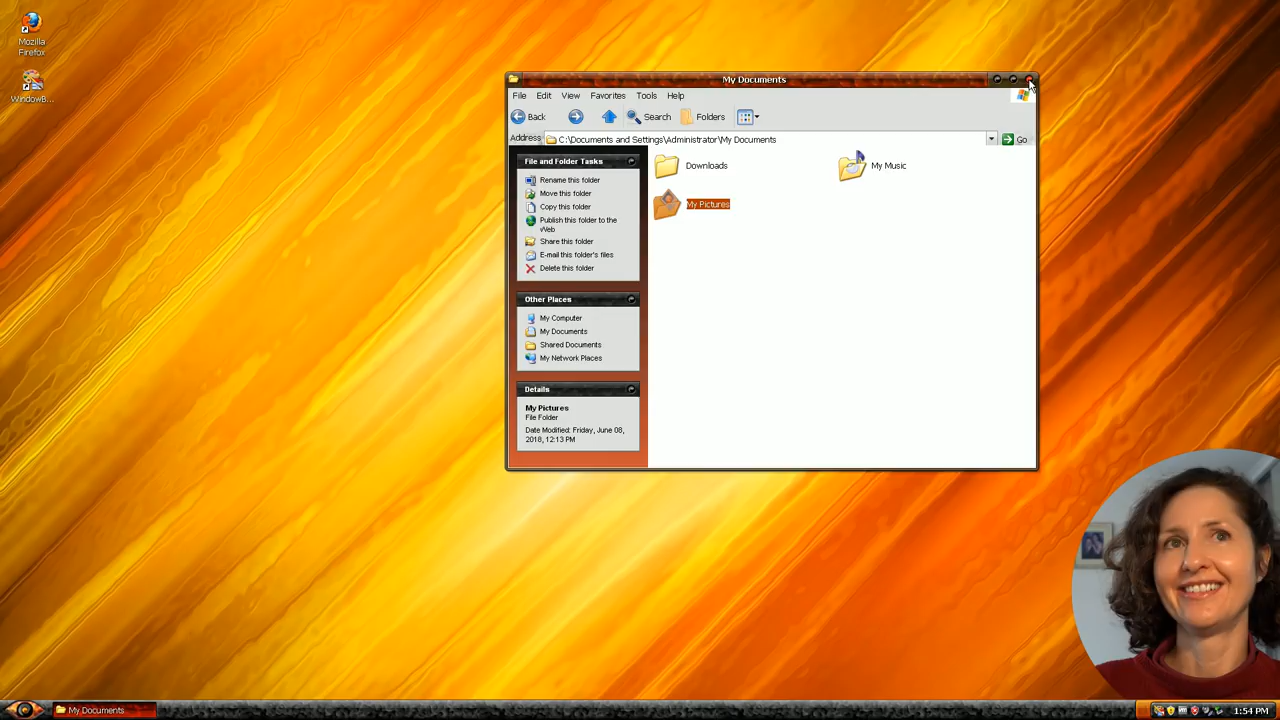 Mozilla
Firefox
WindowB...
My Documents
File Edit View Favorites Tools Help
Back Search Folders
Address C:\Documents and Settings\Administrator\My Documents Go
File and Folder Tasks
Rename this folder
Move this folder
Copy this folder
Publish this folder to the
Web
Share this folder
E-mail this folder's files
Delete this folder
Other Places
My Computer
My Documents
Shared Documents
My Network Places
Details
My Pictures
File Folder
Date Modified: Friday, June 08,
2018, 12:13 PM
Downloads My Music
My Pictures
My Documents
1:54 PM